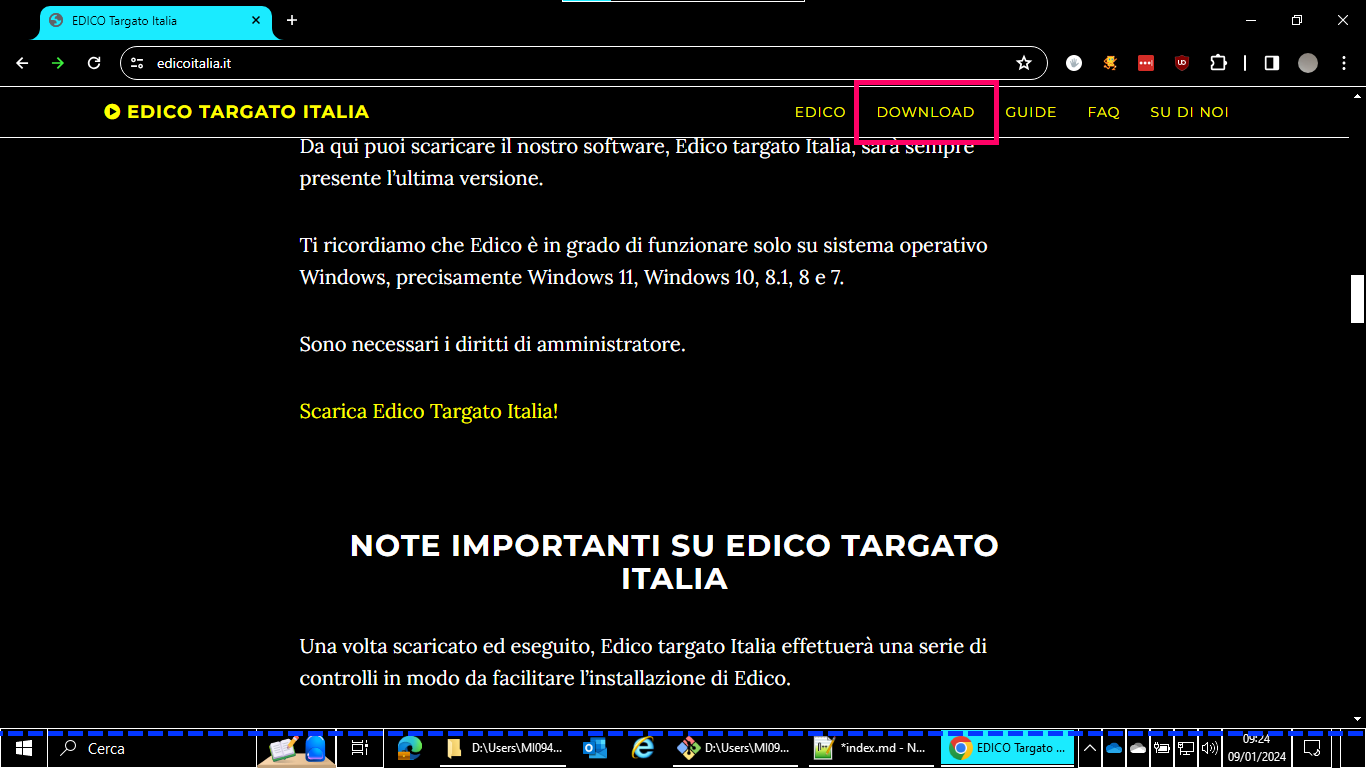 EDICO Targato Italia
edicoitalia.it
EDICO TARGATO ITALIA
EDICO DOWNLOAD GUIDE FAQ SU DI NOI
Da qui puoi scaricare il nostro software, Edico targato Italia, sarà sempre
presente l’ultima versione.
Ti ricordiamo che Edico è in grado di funzionare solo su sistema operativo
Windows, precisamente Windows 11, Windows 10, 8.1, 8 e 7.
Sono necessari i diritti di amministratore.
Scarica Edico Targato Italia!
NOTE IMPORTANTI SU EDICO TARGATO
ITALIA
Una volta scaricato ed eseguito, Edico targato Italia effettuerà una serie di
controlli in modo da facilitare l’installazione di Edico.
Cerca
D:\Users\MI094...
D:\Users\MI09...
*index.md - N...
EDICO Targato ...
09:24
09/01/2024